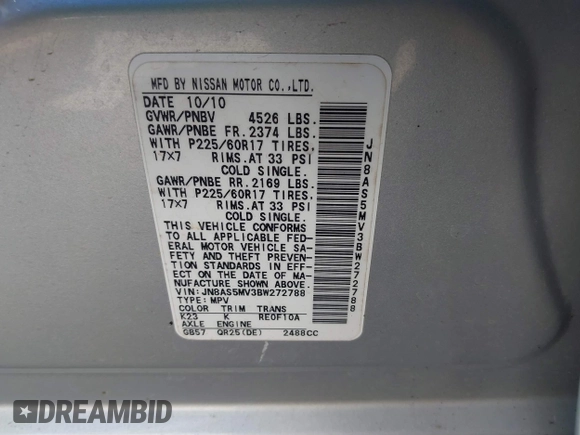 MFD BY NISSAN MOTOR CO.,LTD.
DATE 10/10
GVWR/PNBV 4526 LBS.
GAWR/PNBE FR. 2374 LBS.
WITH P225/60R17 TIRES,
17×7 RIMS.AT 33 PSI
COLD SINGLE.
GAWR/PNBE RR. 2169 LBS.
WITH P225/60R17 TIRES,
17×7 RIMS.AT 33 PSI
COLD SINGLE.
THIS VEHICLE CONFORMS
TO ALL APPLICABLE FED-
ERAL MOTOR VEHICLE SA-
FETY AND THEFT PREVEN-
TION STANDARDS IN EFF-
ECT ON THE DATE OF MA-
NUFACTURE SHOWN ABOVE.
VIN: JN8AS5MV3BW272788
TYPE: MPV
COLOR TRIM TRANS
K23 K RE0F10A
AXLE ENGINE
GB57 QR25(DE) 2488CC
JN8AS5MV3BW272788
DREAMBID